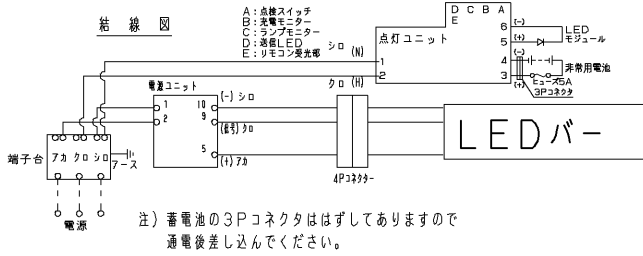 結線図
A：点検スイッチ
B：充電モニター
C：ランプモニター
D：送信LED
E：リモコン受光部
D C B A
E
点灯ユニット
シロ (N)
クロ (H)
1
2
6
5
4
3
(-)
(+)
(-)
(+)
LED
モジュール
非常用電池
ヒューズ5A
3Pコネクタ
電源ユニット
1
2
10
9
5
(-) シロ
(信号) クロ
(+) アカ
4Pコネクター
LEDバー
端子台
アカ クロ シロ
アース
電源
注）蓄電池の3Pコネクタははずしてありますので
通電後差し込んでください。